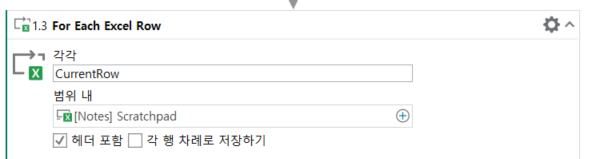 1.3 For Each Excel Row
각각
CurrentRow
범위 내
[Notes] Scratchpad
헤더 포함 각 행 차례로 저장하기